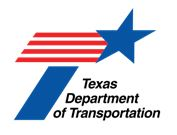 Texas
Department
of Transportation